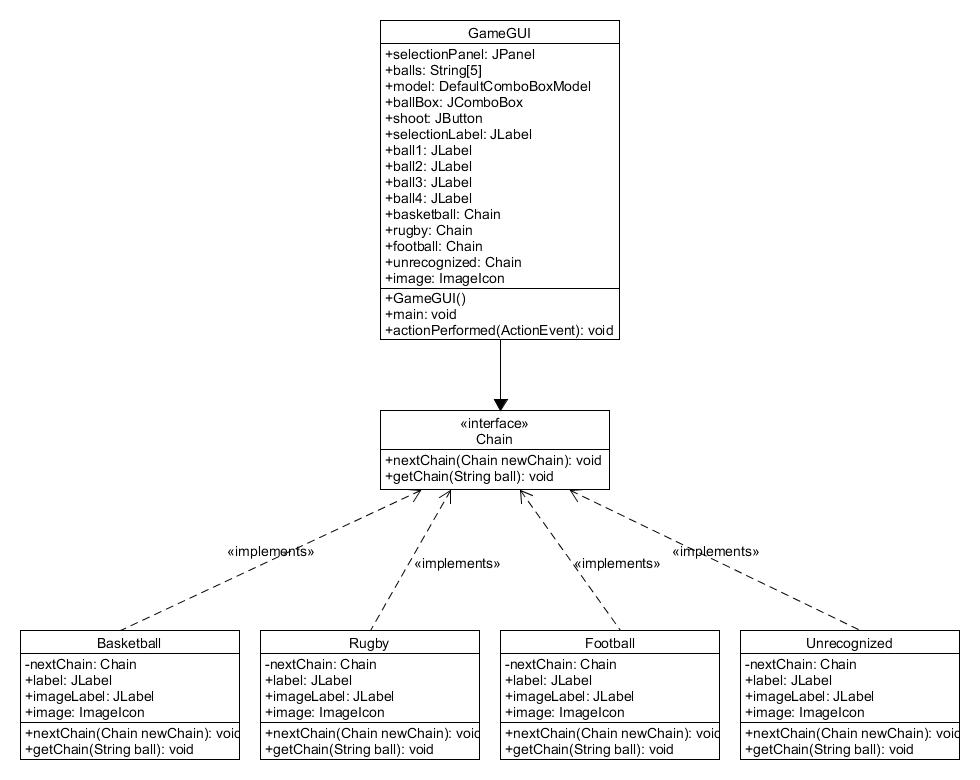 GameGUI
+selectionPanel: JPanel
+balls: String[5]
+model: DefaultComboBoxModel
+ballBox: JComboBox
+shoot: JButton
+selectionLabel: JLabel
+ball1: JLabel
+ball2: JLabel
+ball3: JLabel
+ball4: JLabel
+basketball: Chain
+rugby: Chain
+football: Chain
+unrecognized: Chain
+image: ImageIcon
+GameGUI()
+main: void
+actionPerformed(ActionEvent): void
«interface»
Chain
+nextChain(Chain newChain): void
+getChain(String ball): void
«implements»
«implements»
«implements»
«implements»
Basketball
-nextChain: Chain
+label: JLabel
+imageLabel: JLabel
+image: ImageIcon
+nextChain(Chain newChain): void
+getChain(String ball): void
Rugby
-nextChain: Chain
+label: JLabel
+imageLabel: JLabel
+image: ImageIcon
+nextChain(Chain newChain): void
+getChain(String ball): void
Football
-nextChain: Chain
+label: JLabel
+imageLabel: JLabel
+image: ImageIcon
+nextChain(Chain newChain): void
+getChain(String ball): void
Unrecognized
-nextChain: Chain
+label: JLabel
+imageLabel: JLabel
+image: ImageIcon
+nextChain(Chain newChain): void
+getChain(String ball): void